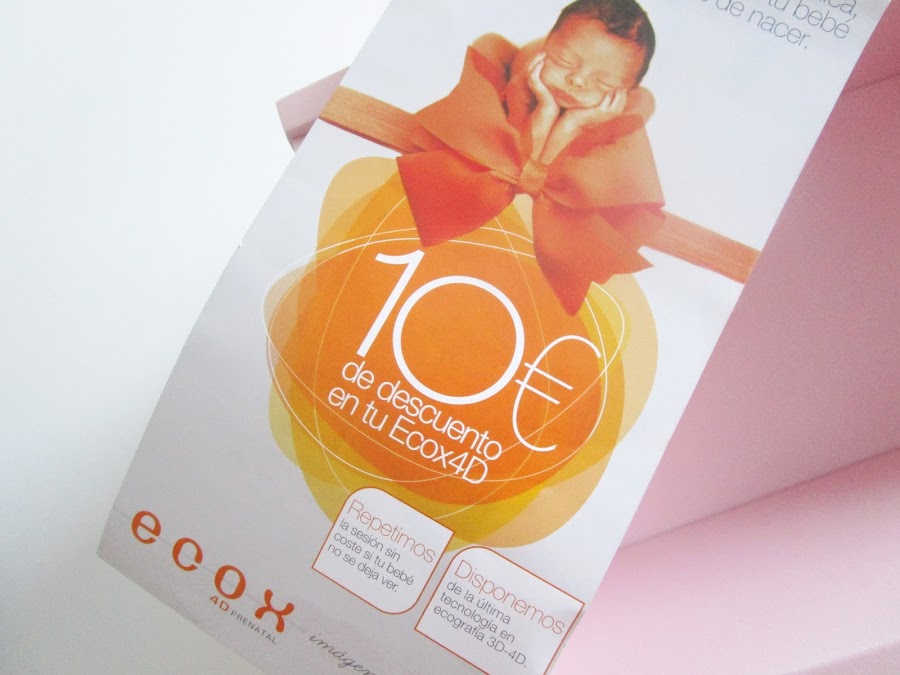 tu bebé
de nacer.
10€
de descuento
en tu Ecox4D
Repetimos
la sesión sin
coste si tu bebé
no se deja ver.
Disponemos
de la última
tecnología en
ecografía 3D-4D.
ecox
4D PRENATAL